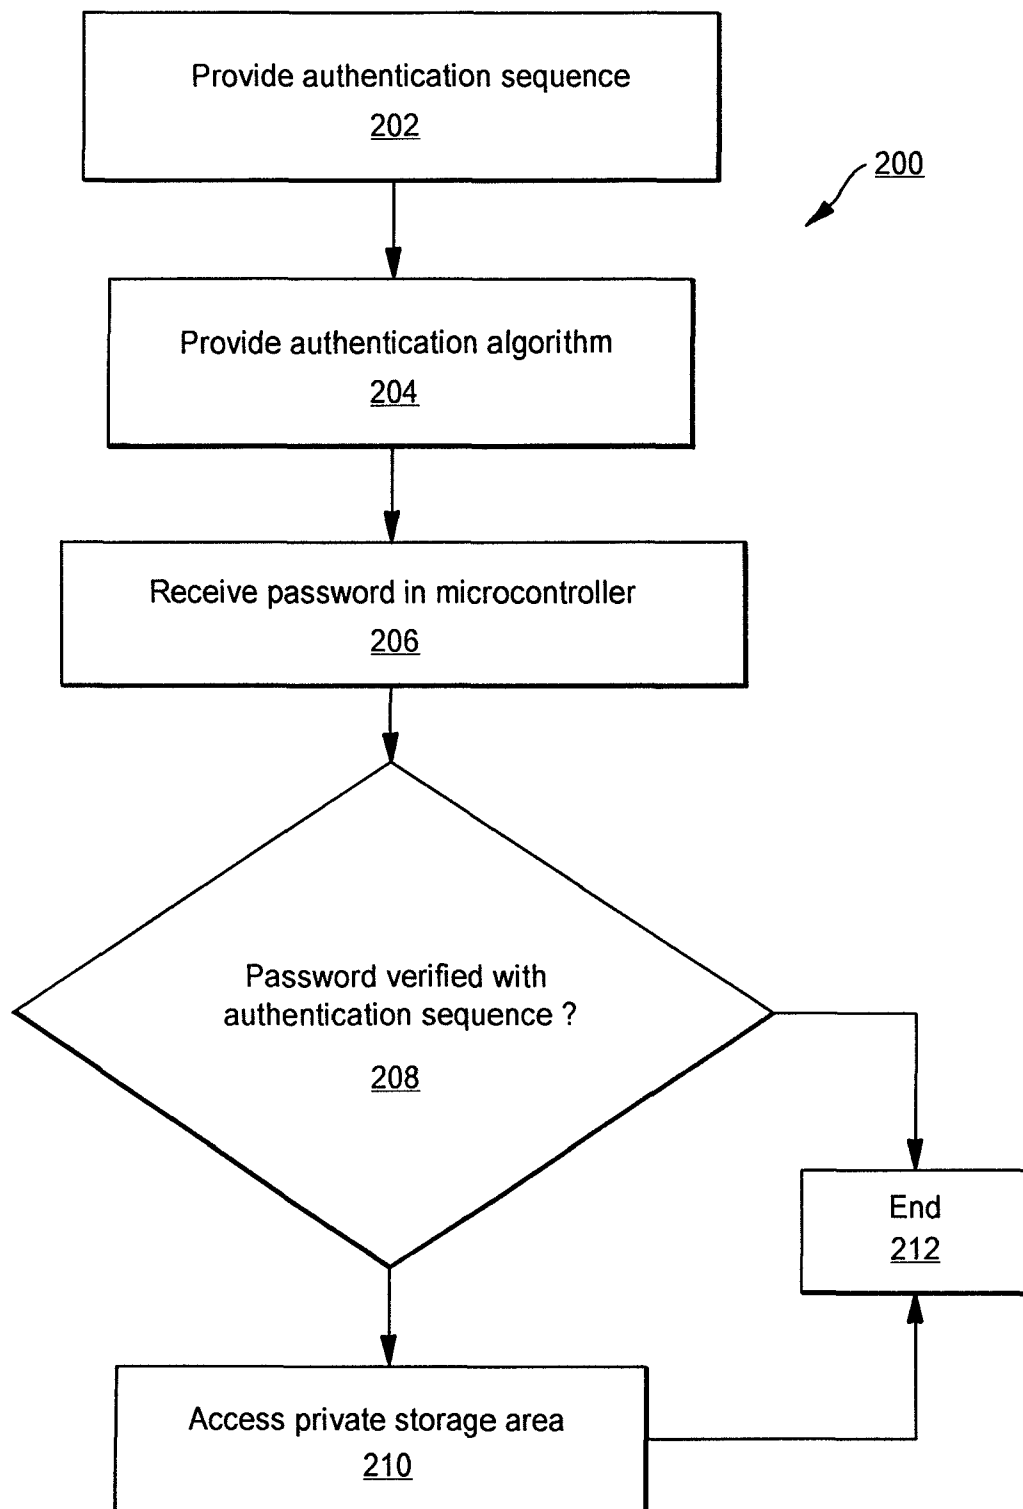 Provide authentication sequence
202
200
Provide authentication algorithm
204
Receive password in microcontroller
206
Password verified with
authentication sequence ?
208
End
212
Access private storage area
210